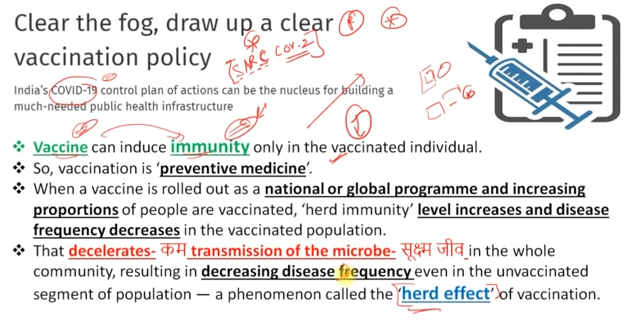 Clear the fog, draw up a clear
vaccination policy
[SARS Cov-2]
India's COVID-19 control plan of actions can be the nucleus for building a
much-needed public health infrastructure
❖ Vaccine can induce immunity only in the vaccinated individual.
❖ So, vaccination is 'preventive medicine'.
❖ When a vaccine is rolled out as a national or global programme and increasing
proportions of people are vaccinated, 'herd immunity' level increases and disease
frequency decreases in the vaccinated population.
❖ That decelerates- कम transmission of the microbe- सूक्ष्म जीव in the whole
community, resulting in decreasing disease frequency even in the unvaccinated
segment of population — a phenomenon called the 'herd effect' of vaccination.